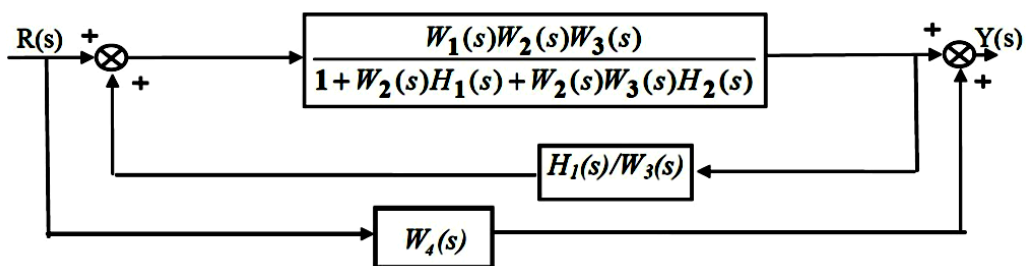 R(s) + + W₁(s)W₂(s)W₃(s) + + Y(s)
1+W₂(s)H₁(s)+W₂(s)W₃(s)H₂(s)
H₁(s)/W₃(s)
W₄(s)